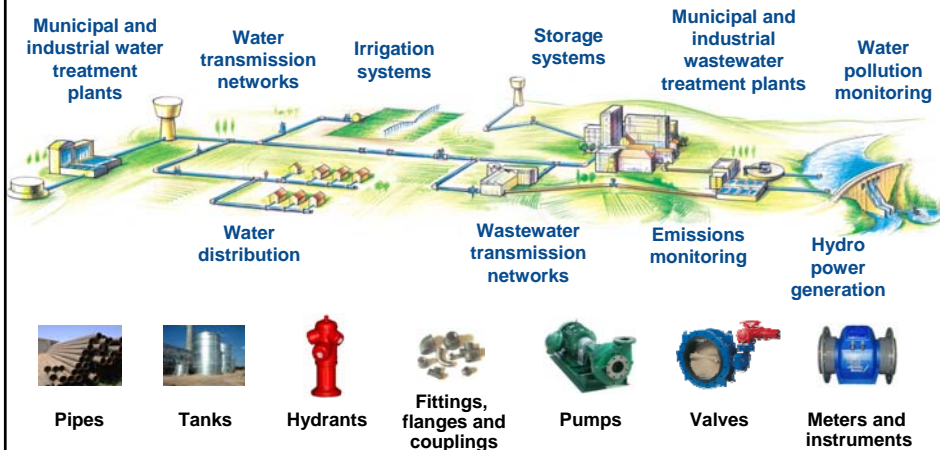 Municipal and
industrial water
treatment
plants
Water
transmission
networks
Irrigation
systems
Storage
systems
Municipal and
industrial
wastewater
treatment plants
Water
pollution
monitoring
Water
distribution
Wastewater
transmission
networks
Emissions
monitoring
Hydro
power
generation
Pipes
Tanks
Hydrants
Fittings,
flanges and
couplings
Pumps
Valves
Meters and
instruments